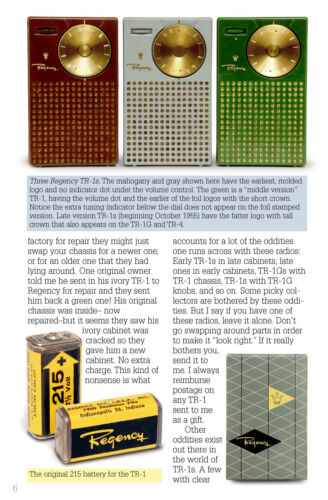 Regency
Regency
Regency
Three Regency TR-1s. The mahogany and gray shown here have the earliest, molded
logo and no indicator dot under the volume control. The green is a "middle version"
TR-1, having the volume dot and the earlier of the foil logos with the short crown.
Notice the extra tuning indicator below the dial does not appear on the foil stamped
version. Late version TR-1s (beginning October 1955) have the fatter logo with tall
crown that also appears on the TR-1G and TR-4.
factory for repair they might just
swap your chassis for a newer one,
or for an older one that they had
lying around. One original owner
told me he sent in his ivory TR-1 to
Regency for repair and they sent
him back a green one! His original
chassis was inside– now
repaired–but it seems they saw his
ivory cabinet was
cracked so they
gave him a new
cabinet. No extra
charge. This kind of
nonsense is what
215
22½ Volt
7900
Indianapolis 26, Indiana
Regency
The original 215 battery for the TR-1
accounts for a lot of the oddities
one runs across with these radios:
Early TR-1s in late cabinets, late
ones in early cabinets, TR-1Gs with
TR-1 chassis, TR-1s with TR-1G
knobs, and so on. Some picky col-
lectors are bothered by these oddi-
ties. But I say if you have one of
these radios, leave it alone. Don't
go swapping around parts in order
to make it "look right." If it really
bothers you,
send it to
me. I always
reimburse
postage on
any TR-1
sent to me
as a gift.
Other
oddities exist
out there in
the world of
TR-1s. A few
with clear
Regency
6